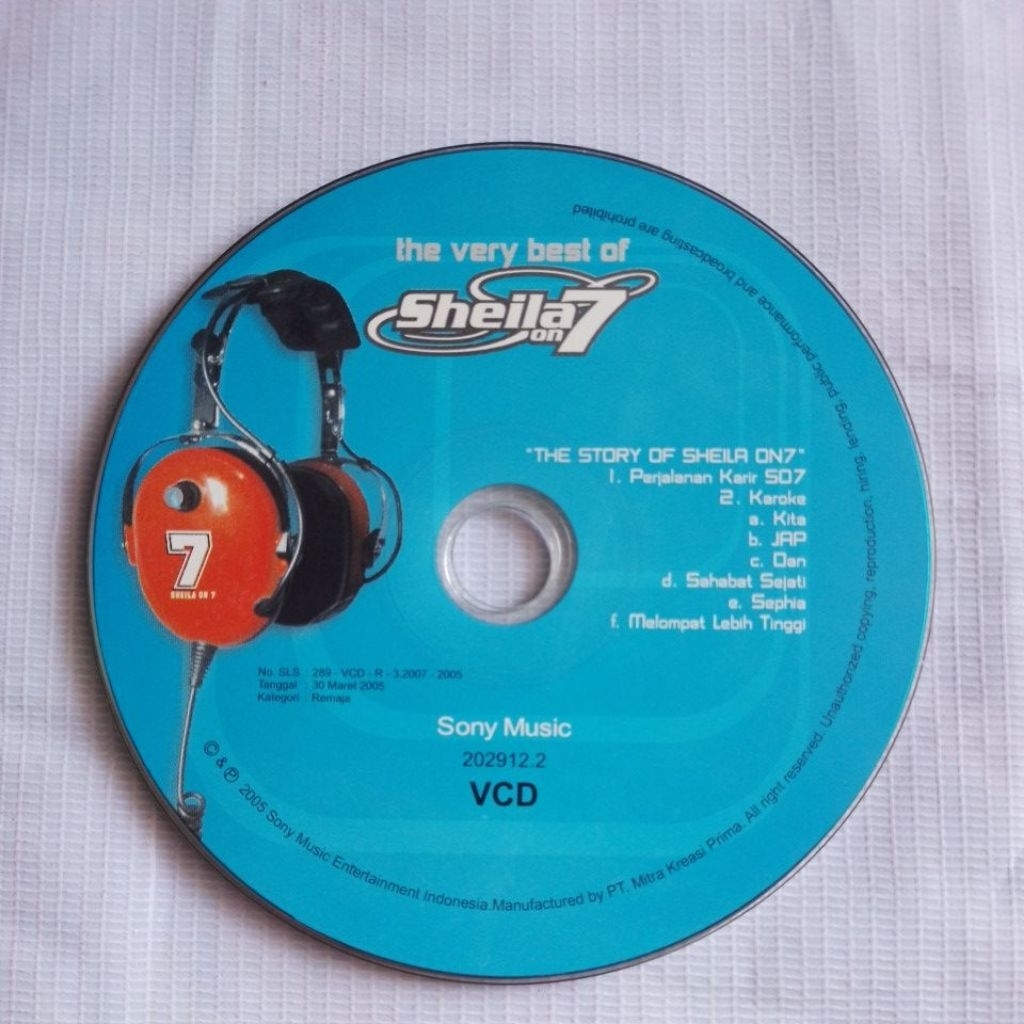 the very best of
Sheila on 7
"THE STORY OF SHEILA ON7"
1. Perjalanan Karir SO7
2. Karoke
a. Kita
b. JAP
c. Dan
d. Sahabat Sejati
e. Sephia
f. Melompat Lebih Tinggi
7
SHEILA ON 7
No. SLS : 289 - VCD - R - 3.2007 - 2005
Tanggal : 30 Maret 2005
Kategori : Remaja
Sony Music
202912.2
VCD
© & ℗ 2005 Sony Music Entertainment Indonesia.Manufactured by PT. Mitra Kreasi Prima. All right reserved. Unauthorized copying, reproduction, hiring, lending, public performance and broadcasting are prohibited